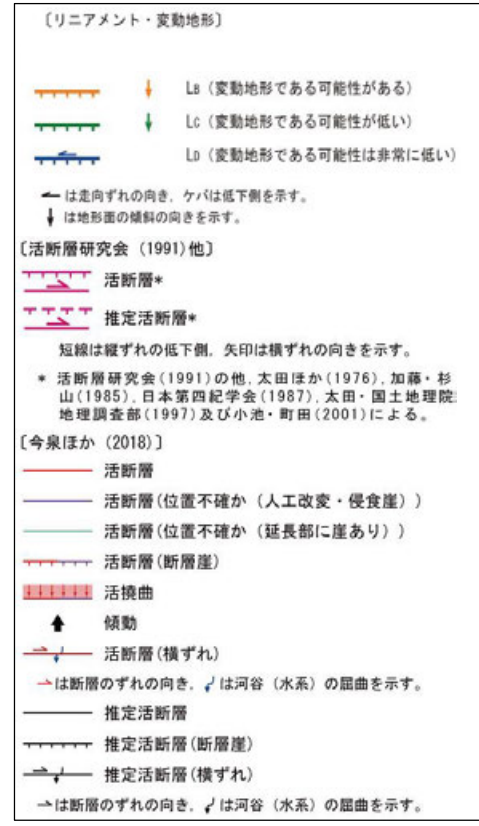 〔リニアメント・変動地形〕
LB（変動地形である可能性がある）
LC（変動地形である可能性が低い）
LD（変動地形である可能性は非常に低い）
は走向ずれの向き，ケバは低下側を示す。
は地形面の傾斜の向きを示す。
〔活断層研究会（1991)他〕
活断層*
推定活断層*
短線は縦ずれの低下側，矢印は横ずれの向きを示す。
* 活断層研究会(1991)の他，太田ほか(1976)，加藤・杉
山(1985)，日本第四紀学会(1987)，太田・国土地理院
地理調査部(1997)及び小池・町田(2001)による。
〔今泉ほか（2018)〕
活断層
活断層(位置不確か（人工改変・侵食崖））
活断層(位置不確か（延長部に崖あり））
活断層(断層崖)
活撓曲
傾動
活断層(横ずれ)
は断層のずれの向き，は河谷（水系）の屈曲を示す。
推定活断層
推定活断層(断層崖)
推定活断層(横ずれ)
は断層のずれの向き，は河谷（水系）の屈曲を示す。